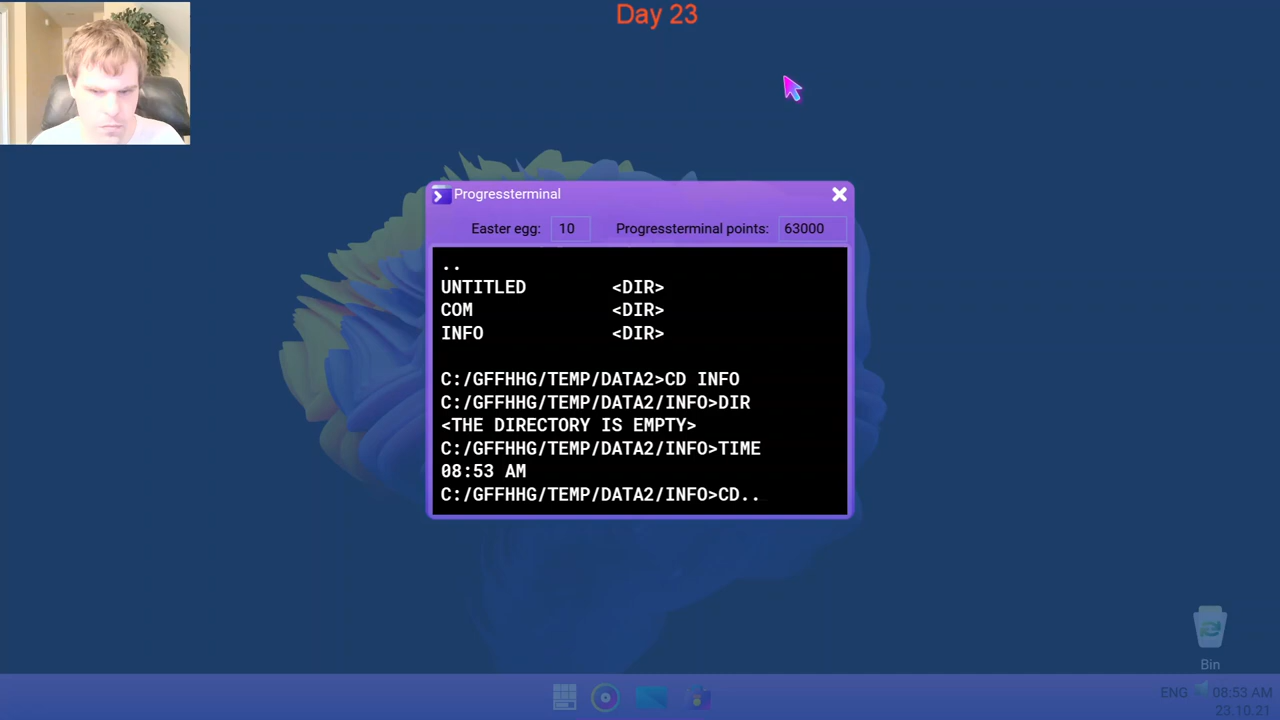 Day 23
Progressterminal
Easter egg: 10 Progressterminal points: 63000
..
UNTITLED <DIR>
COM <DIR>
INFO <DIR>
C:/GFFHHG/TEMP/DATA2>CD INFO
C:/GFFHHG/TEMP/DATA2/INFO>DIR
<THE DIRECTORY IS EMPTY>
C:/GFFHHG/TEMP/DATA2/INFO>TIME
08:53 AM
C:/GFFHHG/TEMP/DATA2/INFO>CD..
Bin
ENG 08:53 AM
23.10.21